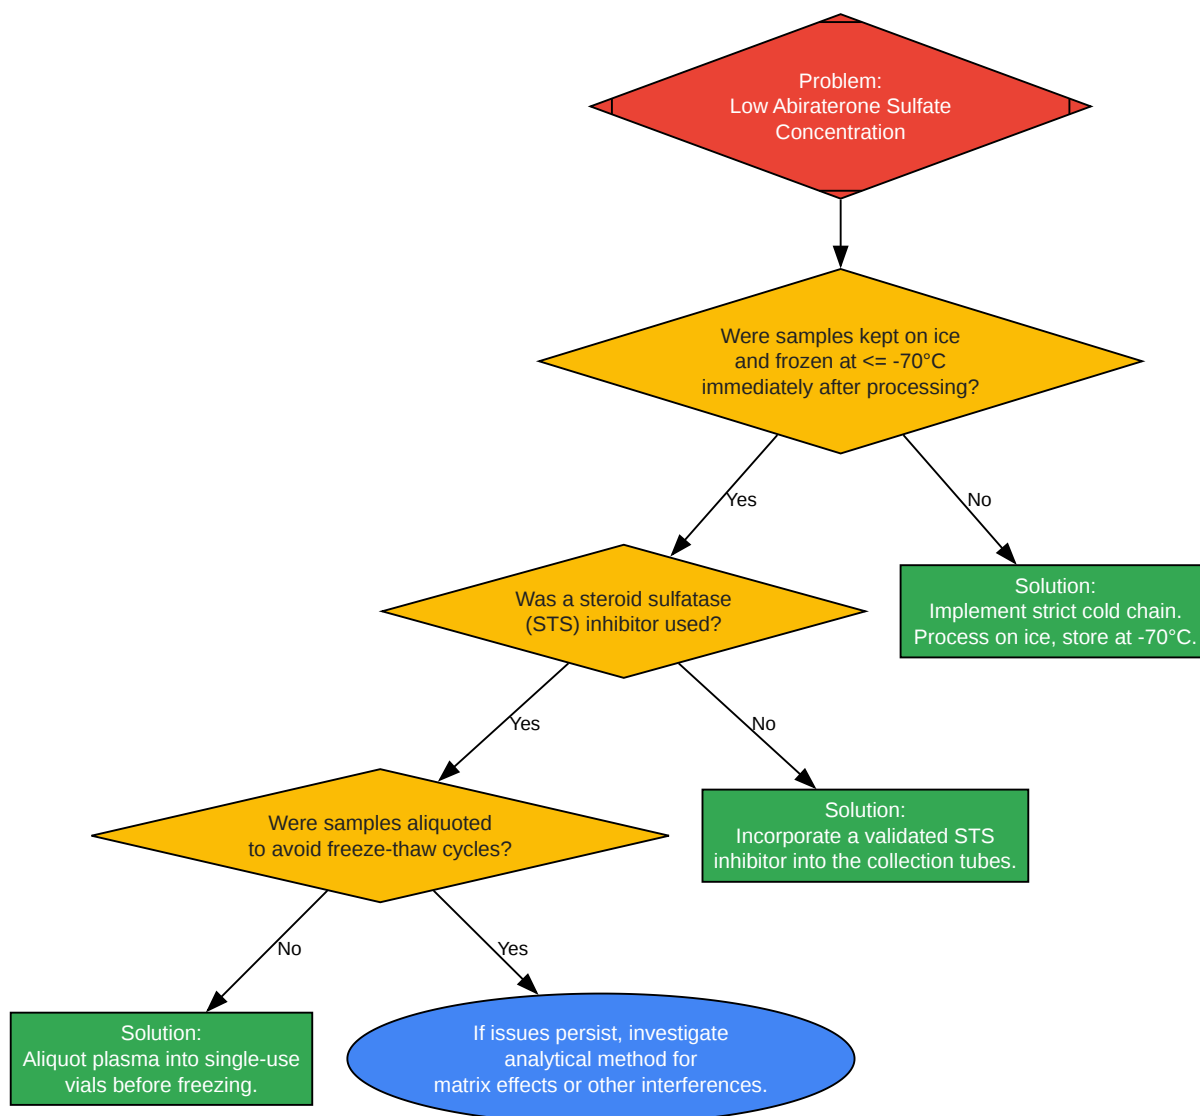 Problem:
Low Abiraterone Sulfate
Concentration
Were samples kept on ice
and frozen at <= -70°C
immediately after processing?
Yes
No
Was a steroid sulfatase
(STS) inhibitor used?
Solution:
Implement strict cold chain.
Process on ice, store at -70°C.
Yes
No
Were samples aliquoted
to avoid freeze-thaw cycles?
Solution:
Incorporate a validated STS
inhibitor into the collection tubes.
No
Yes
Solution:
Aliquot plasma into single-use
vials before freezing.
If issues persist, investigate
analytical method for
matrix effects or other interferences.